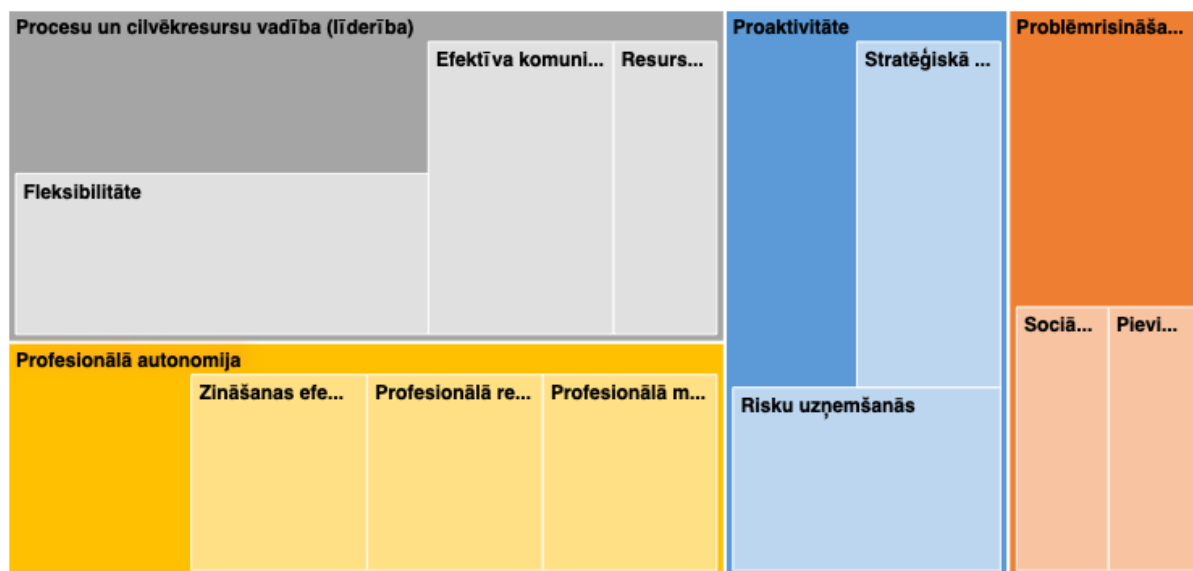 Procesu un cilvēkresursu vadība (līderība)
Efektīva komuni...
Resurs...
Fleksibilitāte
Profesionālā autonomija
Zināšanas efe...
Profesionālā re...
Profesionālā m...
Proaktivitāte
Stratēģiskā ...
Risku uzņemšanās
Problēmrisināša...
Sociā...
Pievi...